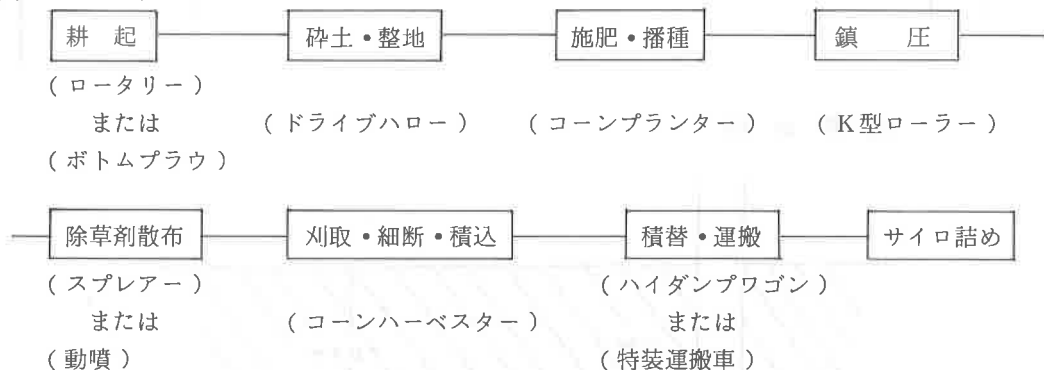 耕 起 砕土・整地 施肥・播種 鎮 圧
(ロータリー)
または (ドライブハロー) (コーンプランター) (K型ローラー)
(ボトムプラウ)
除草剤散布 刈取・細断・積込 積替・運搬 サイロ詰め
(スプレアー) (ハイダンプワゴン)
または (コーンハーベスター) または
(動噴) (特装運搬車)